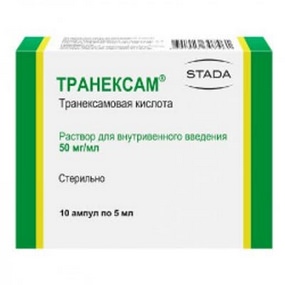 ТРАНЕКСАМ®
STADA
Транексамовая кислота
Раствор для внутривенного введения
50 мг/мл
Стерильно
10 ампул по 5 мл